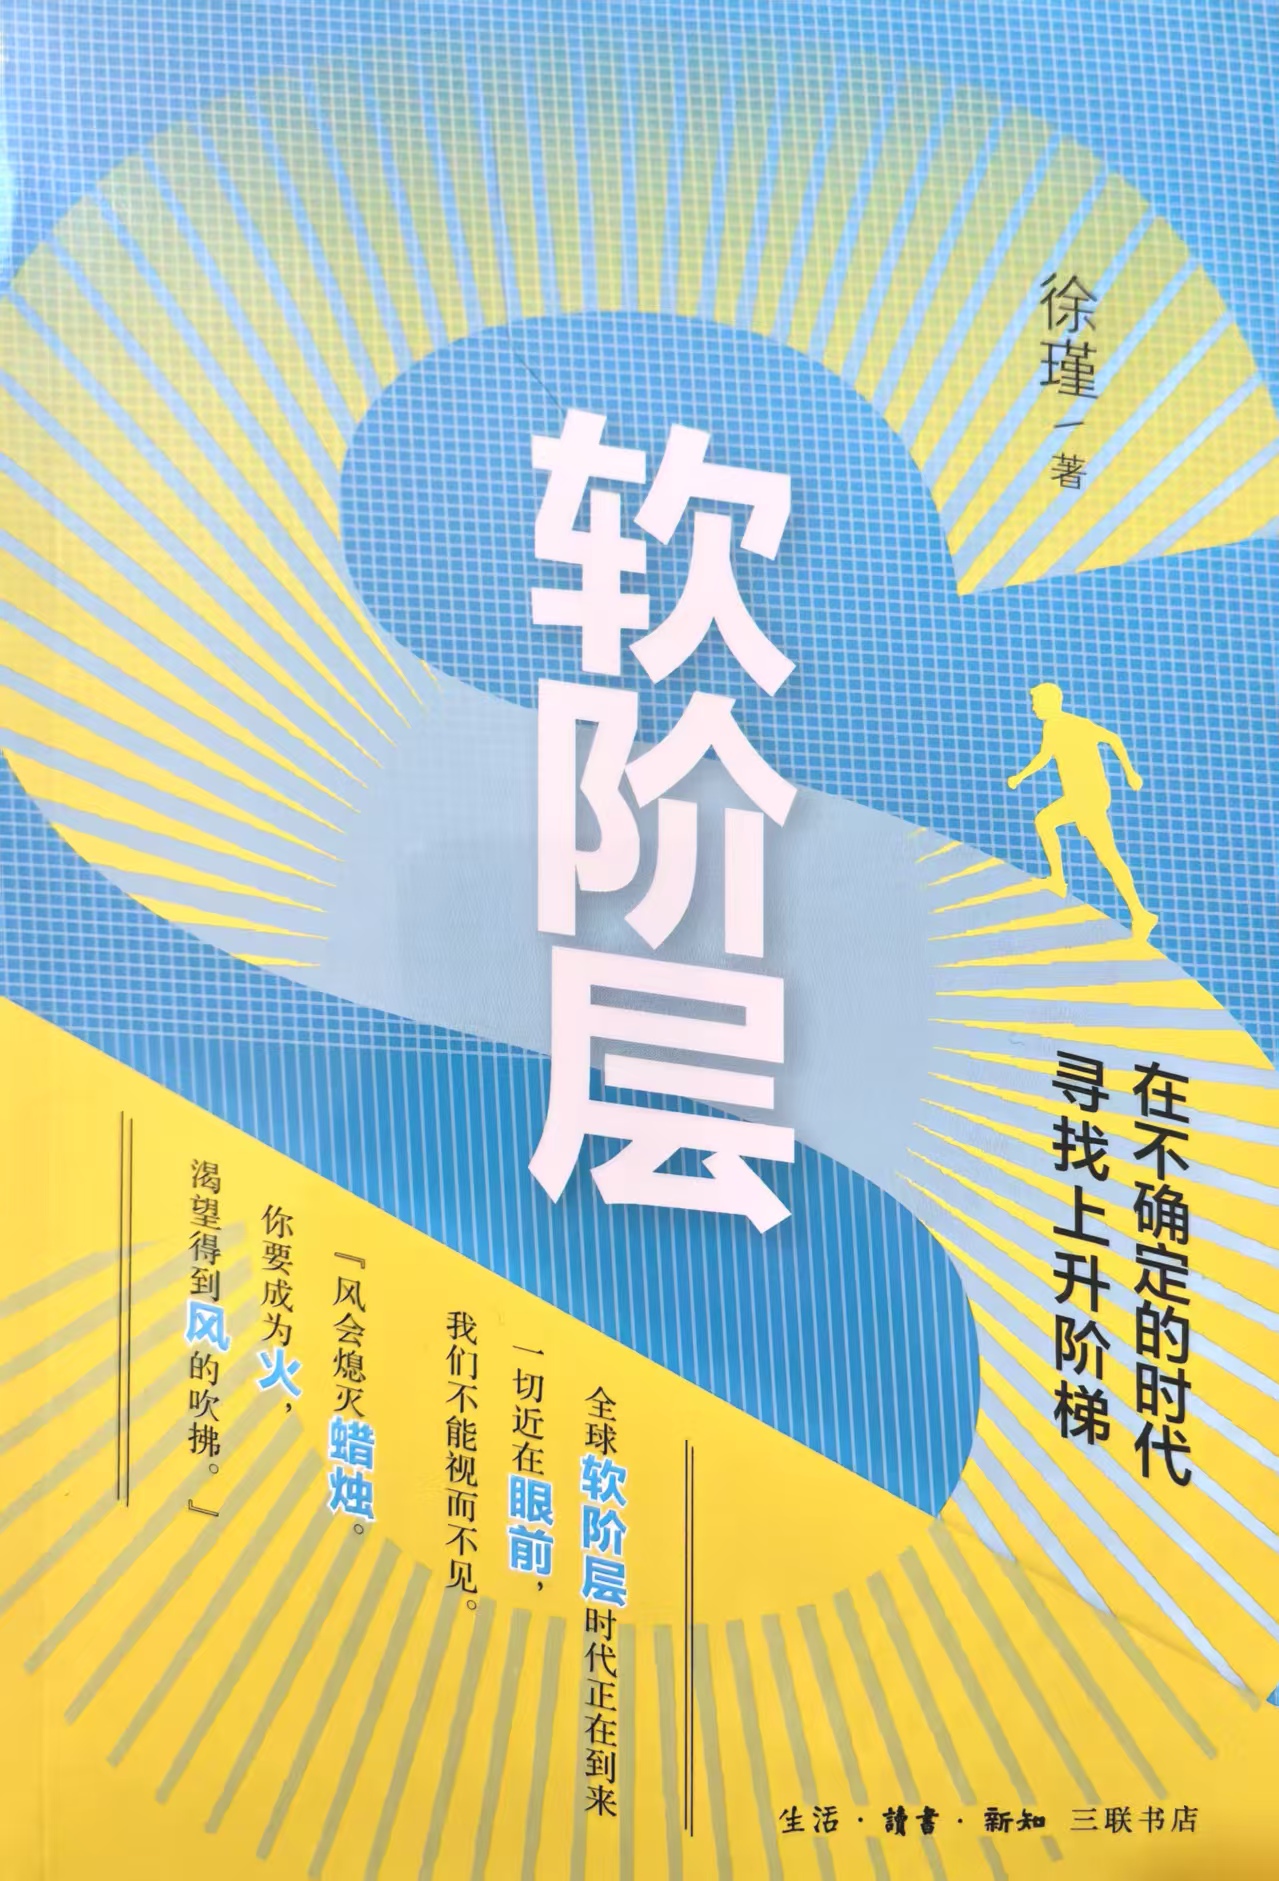 徐瑾 / 著
软阶层
在不确定的时代
寻找上升阶梯
全球软阶层时代正在到来
一切近在眼前，
我们不能视而不见。
『风会熄灭蜡烛。
你要成为火，
渴望得到风的吹拂。』
生活·讀書·新知 三联书店